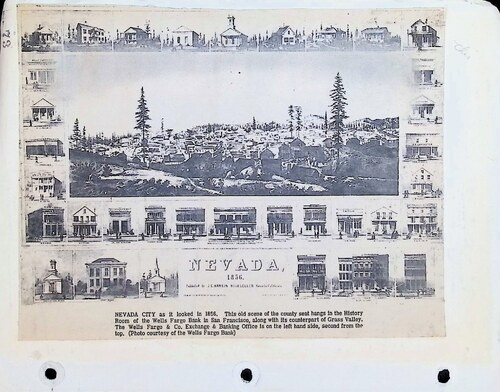 NEVADA,
1856.
NEVADA CITY as it looked in 1856. This old scene of the county seat hangs in the History
Room of the Wells Fargo Bank in San Francisco, along with its counterpart of Grass Valley.
The Wells Fargo & Co. Exchange & Banking Office is on the left hand side, second from the
top. (Photo courtesy of the Wells Fargo Bank)